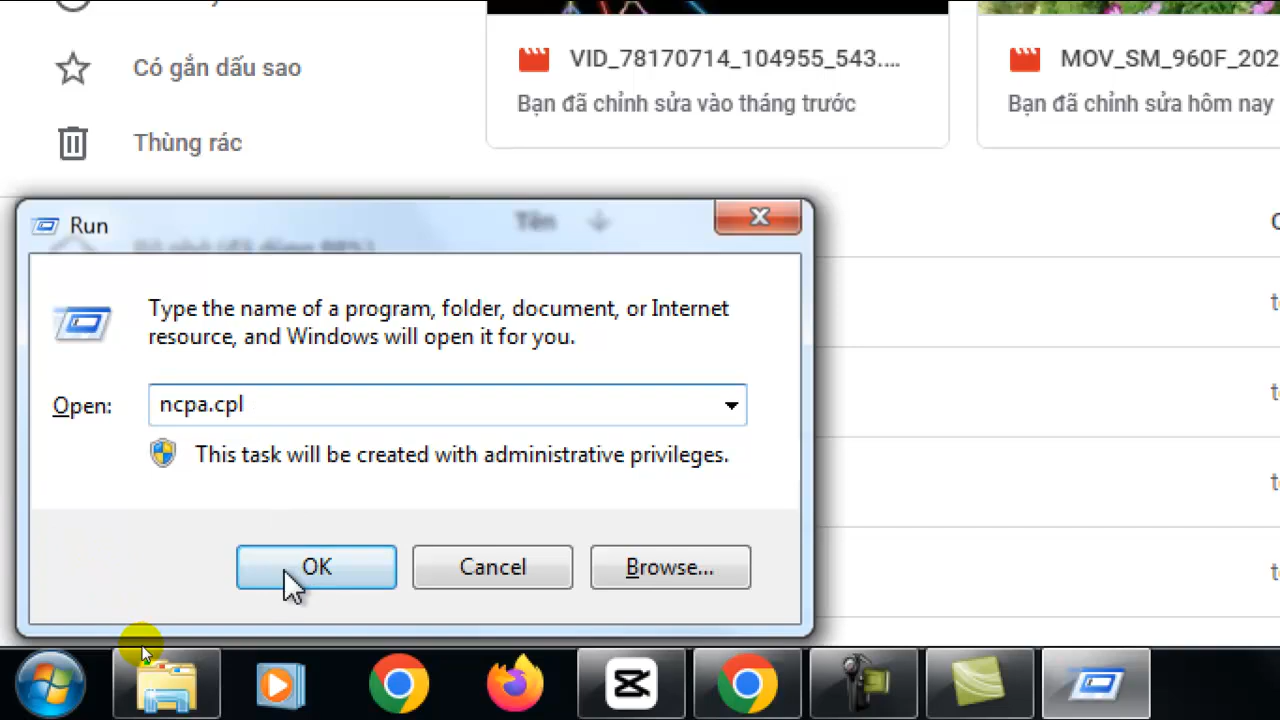 Có gắn dấu sao
VID_78170714_104955_543....
MOV_SM_960F_202
Bạn đã chỉnh sửa vào tháng trước
Bạn đã chỉnh sửa hôm nay
Thùng rác
Run
Tên
Type the name of a program, folder, document, or Internet
resource, and Windows will open it for you.
Open:
ncpa.cpl
This task will be created with administrative privileges.
OK
Cancel
Browse...